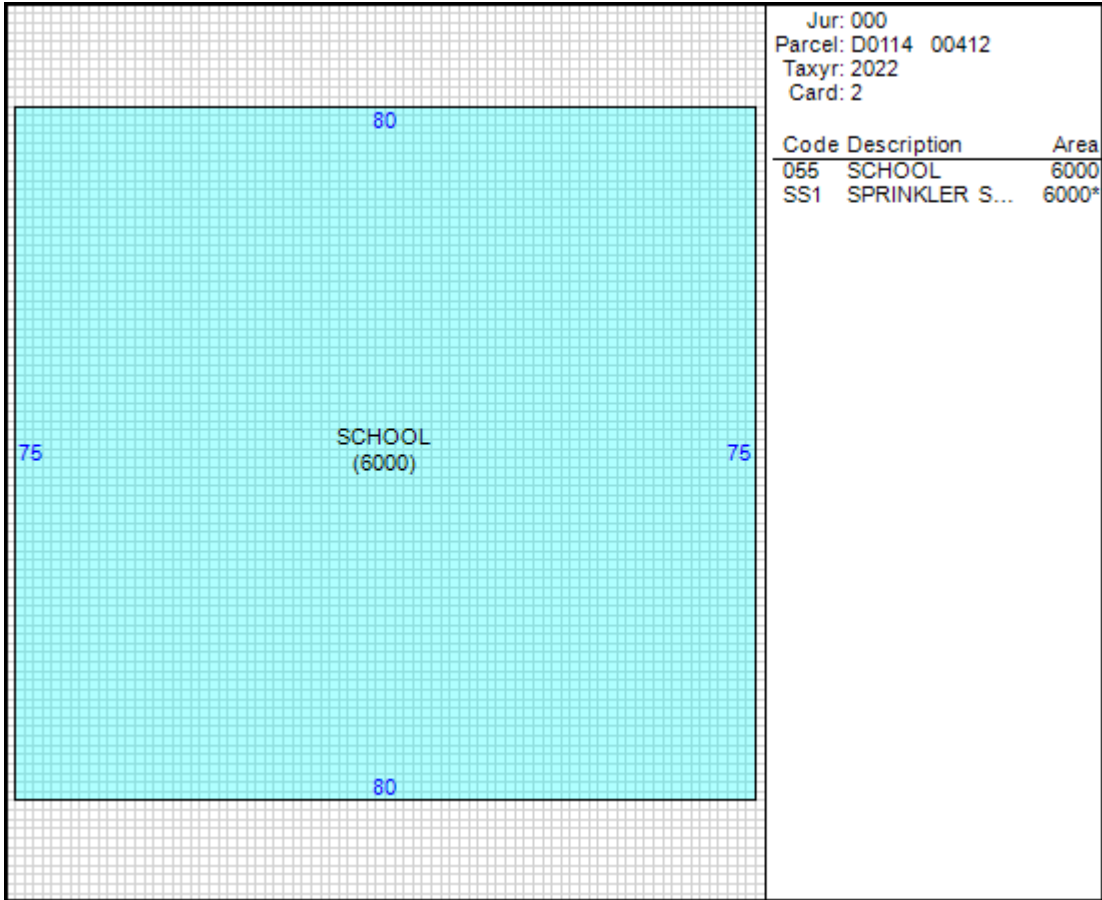 80
75
SCHOOL
(6000)
75
80
Jur: 000
Parcel: D0114 00412
Taxyr: 2022
Card: 2
Code Description Area
055 SCHOOL 6000
SS1 SPRINKLER S... 6000*